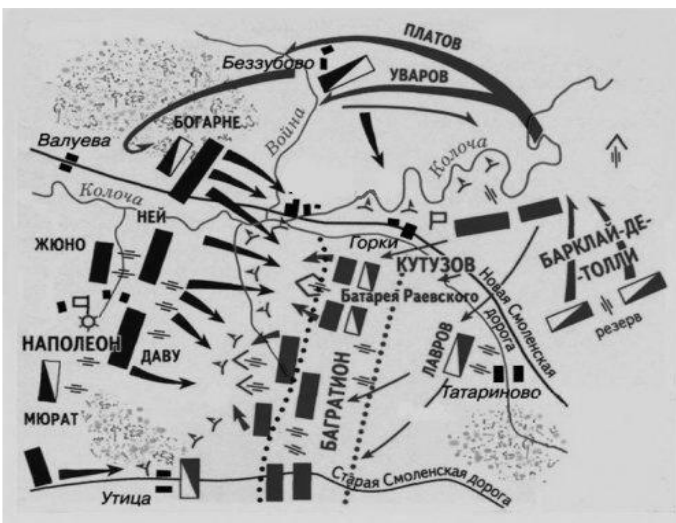 ПЛАТОВ
Беззубово
УВАРОВ
Война
БОГАРНЕ
Валуева
Колоча
Колоча
НЕЙ
ЖЮНО
Горки
КУТУЗОВ
БАРКЛАЙ-ДЕ-
-ТОЛЛИ
Батарея Раевского
Новая Смоленская
дорога
резерв
НАПОЛЕОН
ДАВУ
ЛАВРОВ
Татариново
МЮРАТ
БАГРАТИОН
Утица
Старая Смоленская дорога